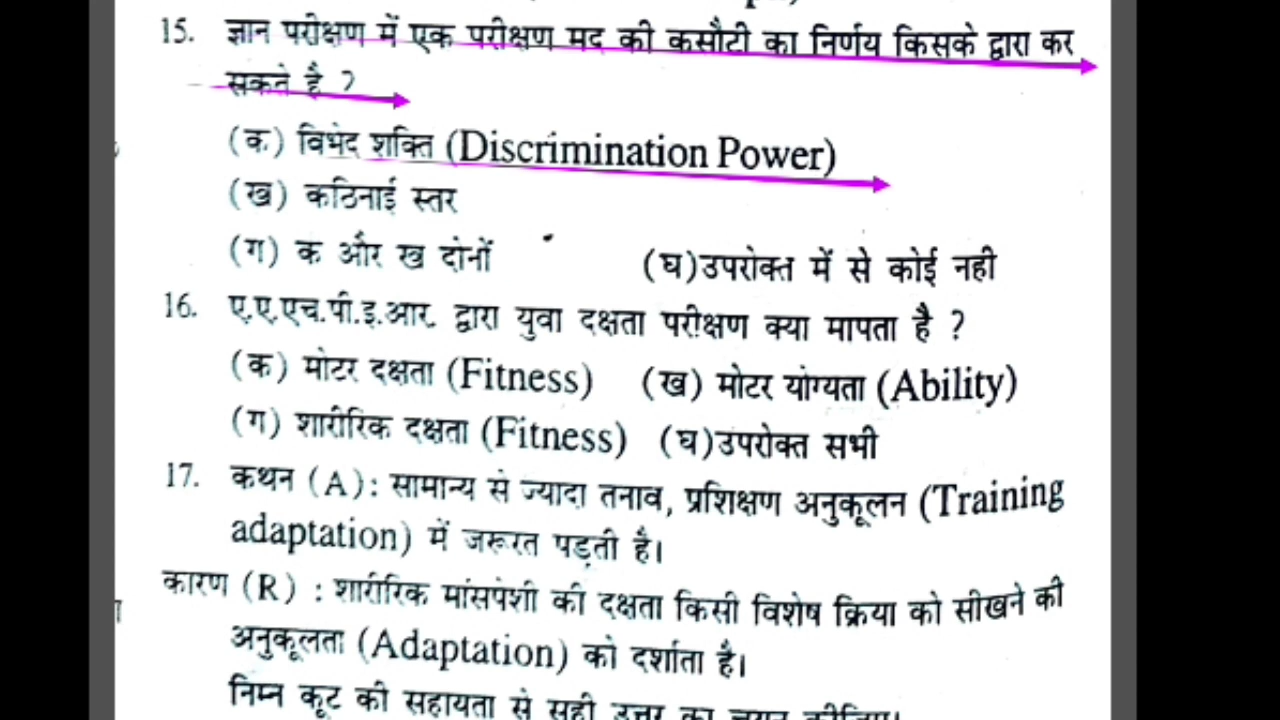 15. ज्ञान परीक्षण में एक परीक्षण मद की कसौटी का निर्णय किसके द्वारा कर
सकते है ?
(क) विभेद शक्ति (Discrimination Power)
(ख) कठिनाई स्तर
(ग) क और ख दोनों (घ)उपरोक्त में से कोई नही
16. ए.ए.एच.पी.इ.आर. द्वारा युवा दक्षता परीक्षण क्या मापता है ?
(क) मोटर दक्षता (Fitness) (ख) मोटर योग्यता (Ability)
(ग) शारीरिक दक्षता (Fitness) (घ)उपरोक्त सभी
17. कथन (A): सामान्य से ज्यादा तनाव, प्रशिक्षण अनुकूलन (Training
adaptation) में जरूरत पड़ती है।
कारण (R) : शारीरिक मांसपेशी की दक्षता किसी विशेष क्रिया को सीखने की
अनुकूलता (Adaptation) को दर्शाता है।
निम्न कूट की सहायता से सही उत्तर का चयन कीजिए।